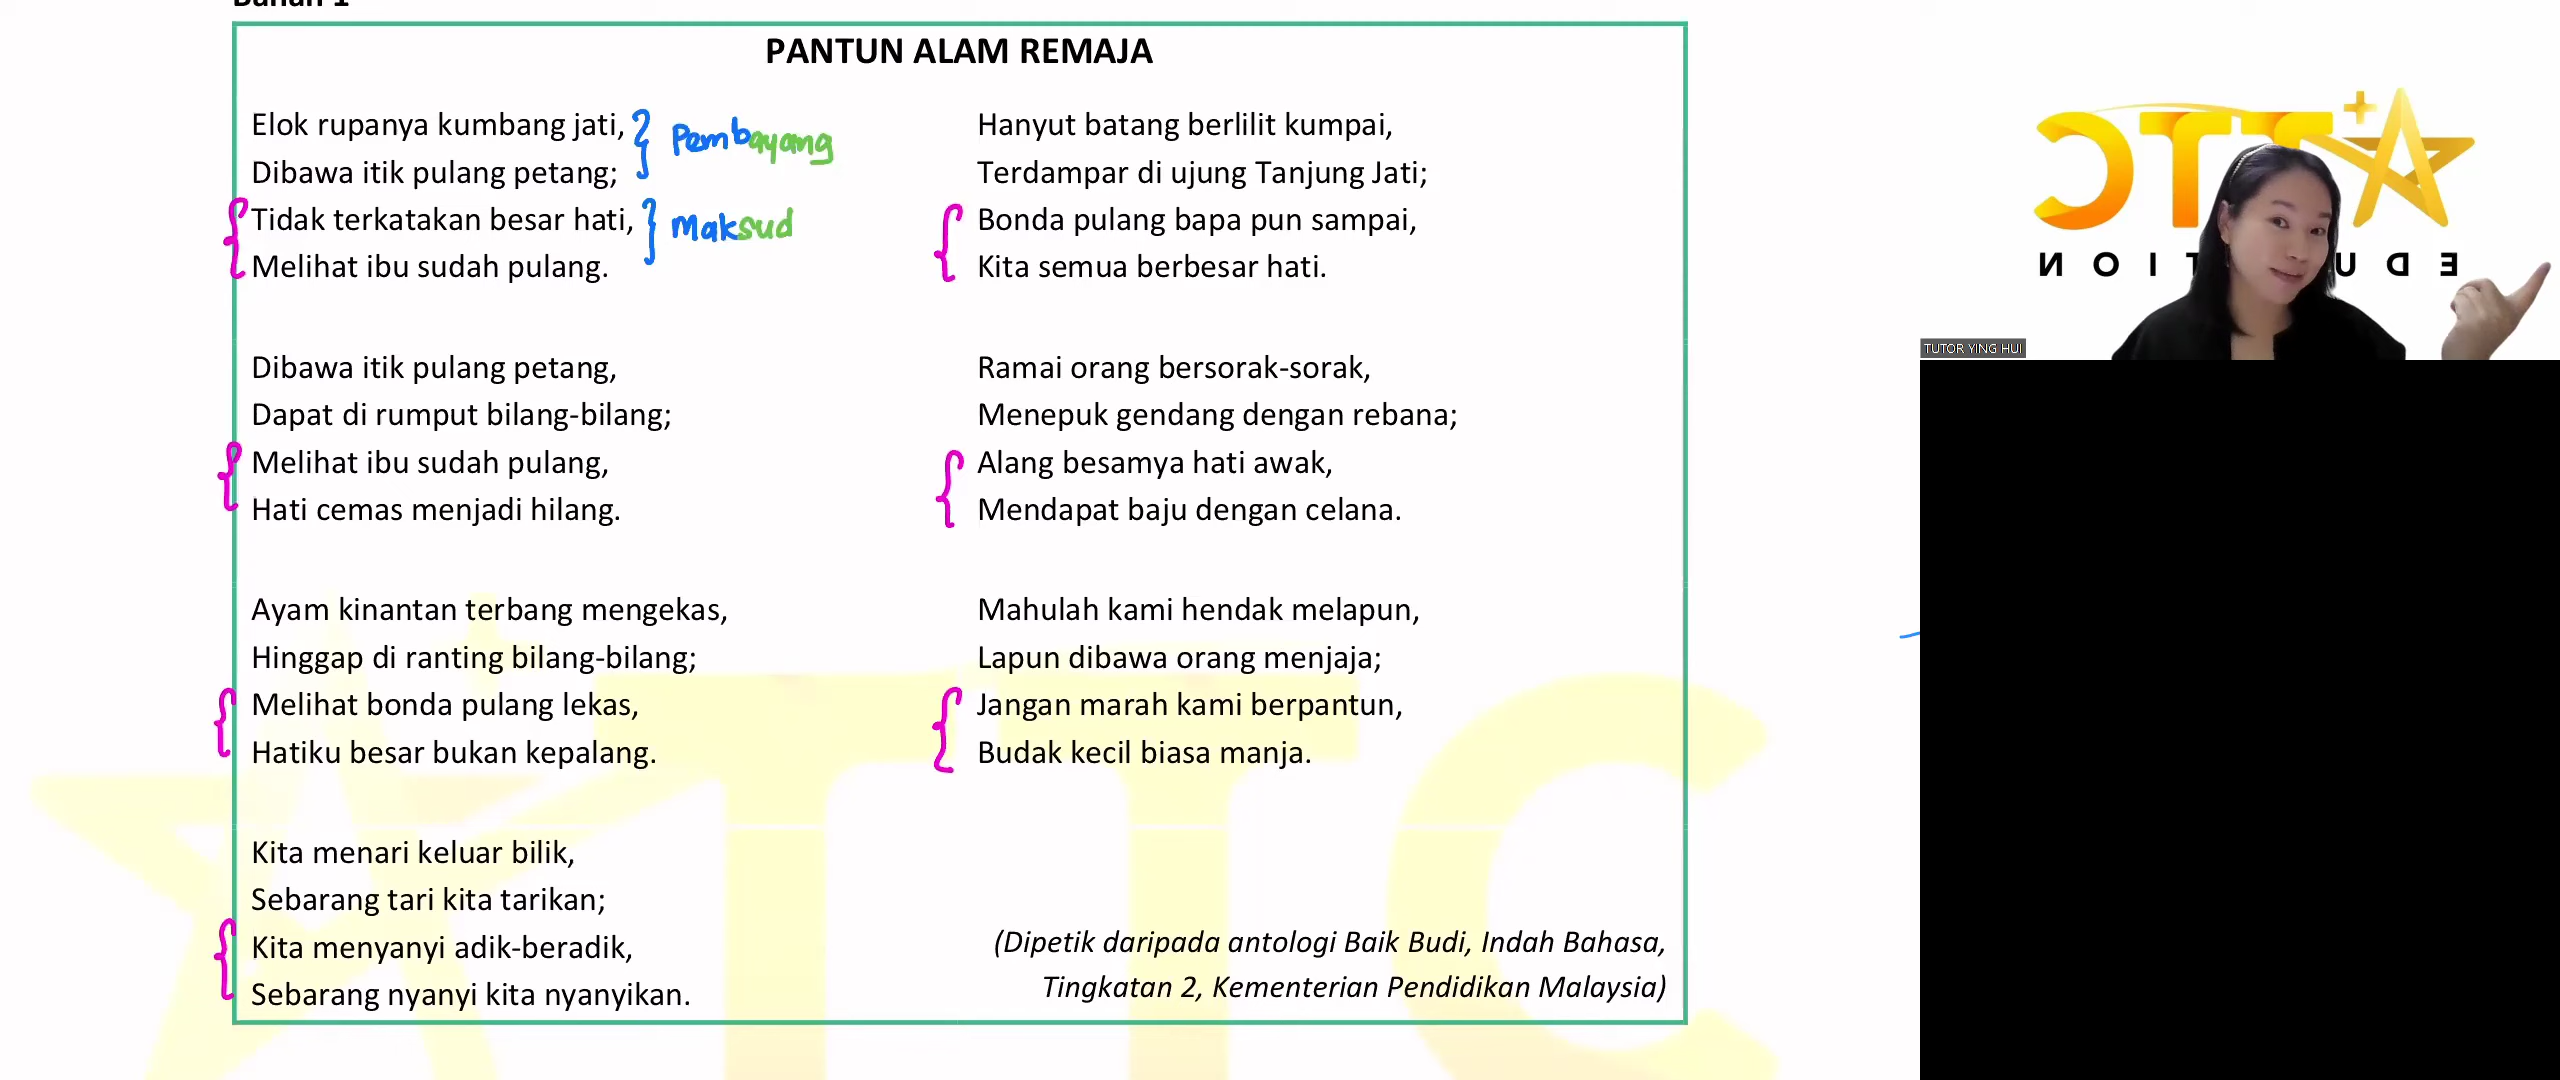 Bahan 1
PANTUN ALAM REMAJA
Elok rupanya kumbang jati,
Dibawa itik pulang petang;
Pembayang
Tidak terkatakan besar hati,
Melihat ibu sudah pulang.
Maksud
Dibawa itik pulang petang,
Dapat di rumput bilang-bilang;
Melihat ibu sudah pulang,
Hati cemas menjadi hilang.
Ayam kinantan terbang mengekas,
Hinggap di ranting bilang-bilang;
Melihat bonda pulang lekas,
Hatiku besar bukan kepalang.
Kita menari keluar bilik,
Sebarang tari kita tarikan;
Kita menyanyi adik-beradik,
Sebarang nyanyi kita nyanyikan.
Hanyut batang berlilit kumpai,
Terdampar di ujung Tanjung Jati;
Bonda pulang bapa pun sampai,
Kita semua berbesar hati.
Ramai orang bersorak-sorak,
Menepuk gendang dengan rebana;
Alang besamya hati awak,
Mendapat baju dengan celana.
Mahulah kami hendak melapun,
Lapun dibawa orang menjaja;
Jangan marah kami berpantun,
Budak kecil biasa manja.
(Dipetik daripada antologi Baik Budi, Indah Bahasa,
Tingkatan 2, Kementerian Pendidikan Malaysia)
TTC
TUTOR YING HUI
TTC